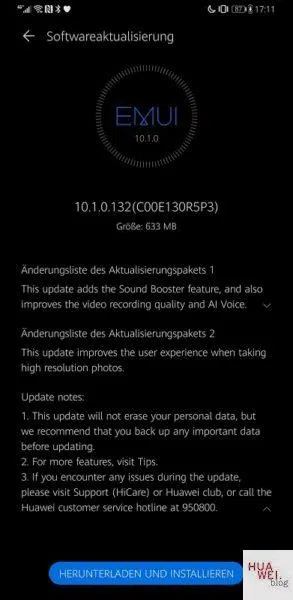 87 17:11
Softwareaktualisierung
EMUI
10.1.0
10.1.0.132(C00E130R5P3)
Größe: 633 MB
Änderungsliste des Aktualisierungspakets 1
This update adds the Sound Booster feature, and also
improves the video recording quality and AI Voice.
Änderungsliste des Aktualisierungspakets 2
This update improves the user experience when taking
high resolution photos.
Update notes:
1. This update will not erase your personal data, but
we recommend that you back up any important data
before updating.
2. For more features, visit Tips.
3. If you encounter any issues during the update,
please visit Support (HiCare) or Huawei club, or call the
Huawei customer service hotline at 950800.
HERUNTERLADEN UND INSTALLIEREN
HUA
WEI.
blog